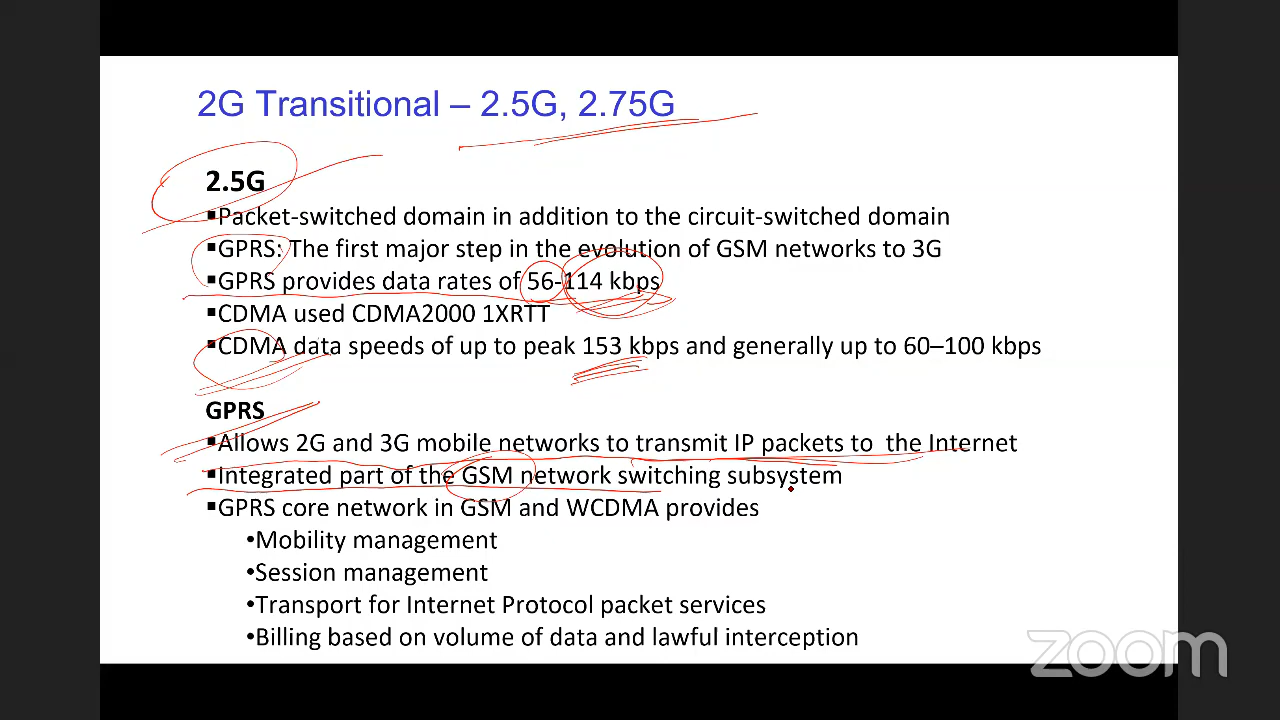 2G Transitional – 2.5G, 2.75G
2.5G
▪Packet-switched domain in addition to the circuit-switched domain
▪GPRS: The first major step in the evolution of GSM networks to 3G
▪GPRS provides data rates of 56-114 kbps
▪CDMA used CDMA2000 1XRTT
▪CDMA data speeds of up to peak 153 kbps and generally up to 60–100 kbps
GPRS
▪Allows 2G and 3G mobile networks to transmit IP packets to the Internet
▪Integrated part of the GSM network switching subsystem
▪GPRS core network in GSM and WCDMA provides
•Mobility management
•Session management
•Transport for Internet Protocol packet services
•Billing based on volume of data and lawful interception
zoom